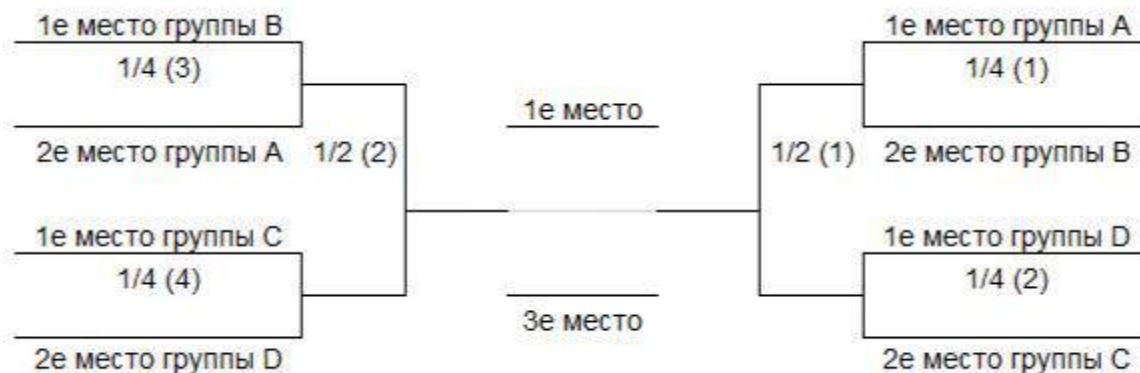 1е место группы B
1/4 (3)
2е место группы A
1/2 (2)
1е место группы C
1/4 (4)
2е место группы D
1е место
3е место
1е место группы A
1/4 (1)
2е место группы B
1/2 (1)
1е место группы D
1/4 (2)
2е место группы C